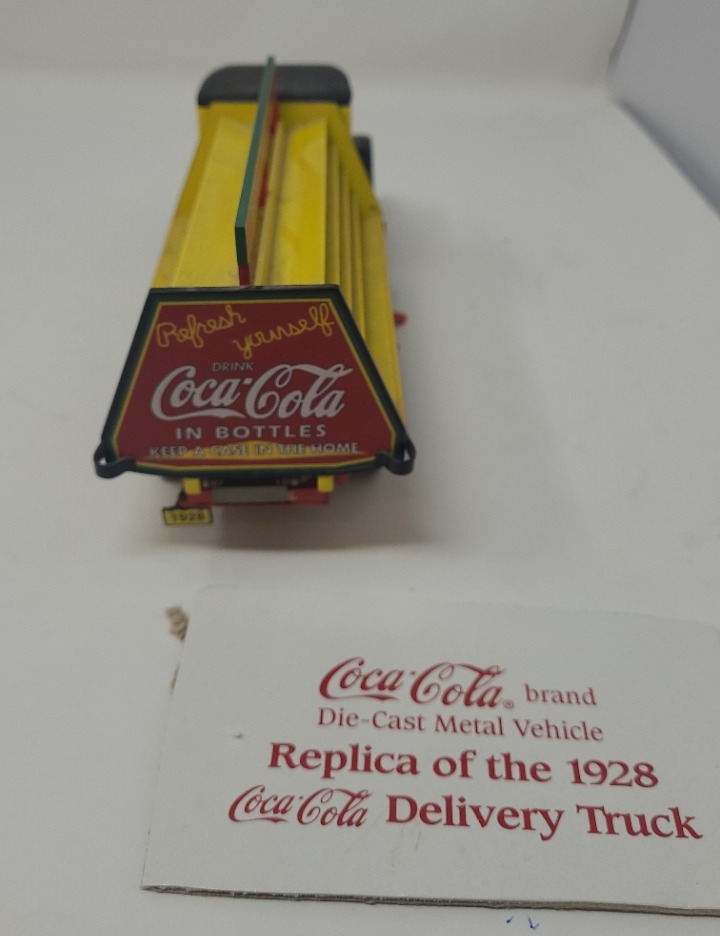 Refresh
yourself
DRINK
Coca-Cola
IN BOTTLES
KEEP A CASE IN THE HOME
1928
Coca-Cola® brand
Die-Cast Metal Vehicle
Replica of the 1928
Coca-Cola Delivery Truck